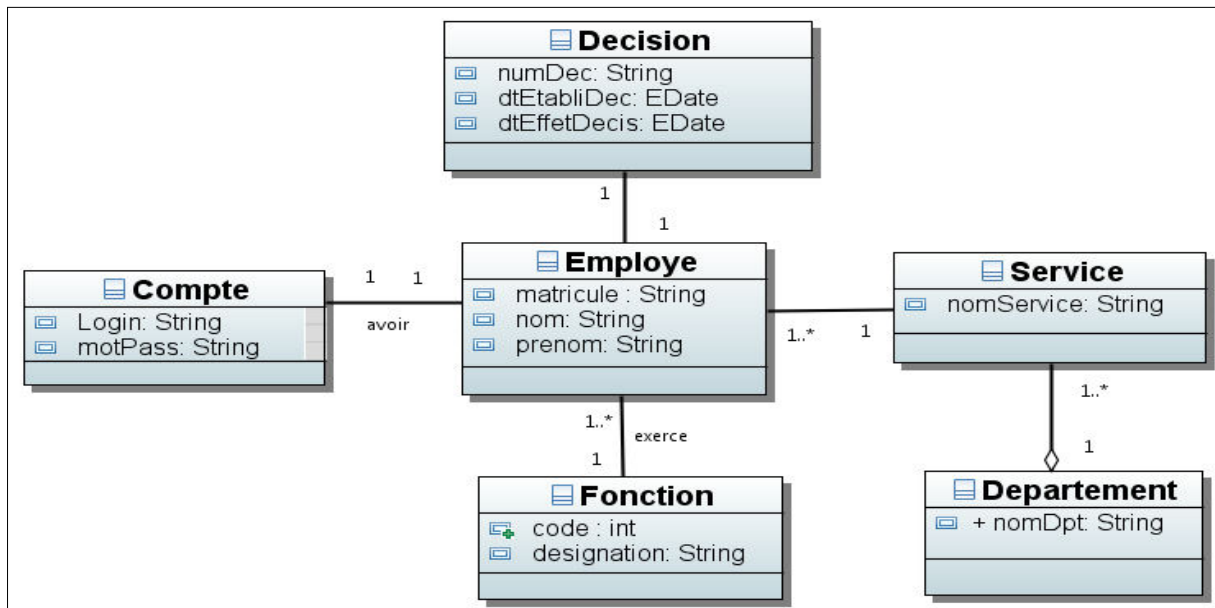 Decision
numDec: String
dtEtabliDec: EDate
dtEffetDecis: EDate
1
1
Compte
Login: String
motPass: String
1
1
avoir
Employe
matricule : String
nom: String
prenom: String
1..*
1
Service
nomService: String
1..*
exerce
1
1..*
1
Fonction
code : int
designation: String
Departement
+ nomDpt: String